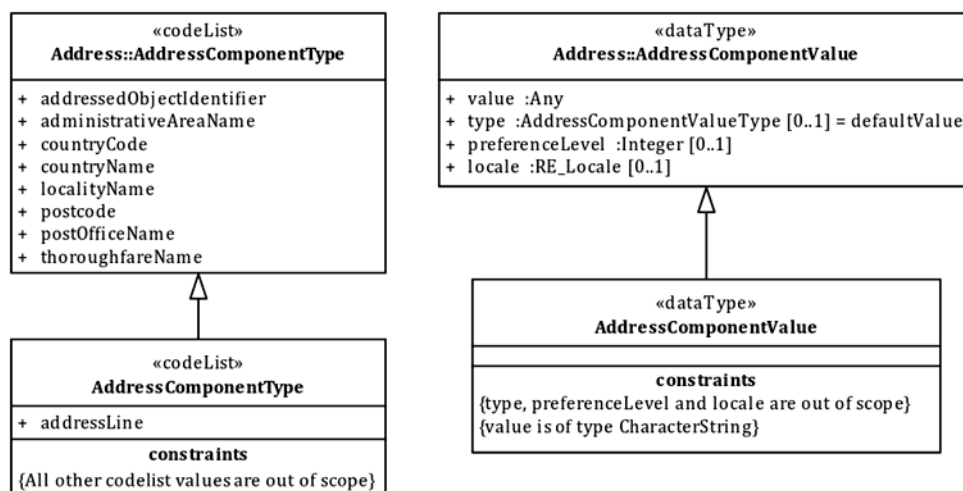 «codeList»
Address::AddressComponentType
+ addressedObjectIdentifier
+ administrativeAreaName
+ countryCode
+ countryName
+ localityName
+ postcode
+ postOfficeName
+ thoroughfareName
«codeList»
AddressComponentType
+ addressLine
constraints
{All other codelist values are out of scope}
«dataType»
Address::AddressComponentValue
+ value :Any
+ type :AddressComponentValueType [0..1] = defaultValue
+ preferenceLevel :Integer [0..1]
+ locale :RE_Locale [0..1]
«dataType»
AddressComponentValue
constraints
{type, preferenceLevel and locale are out of scope}
{value is of type CharacterString}